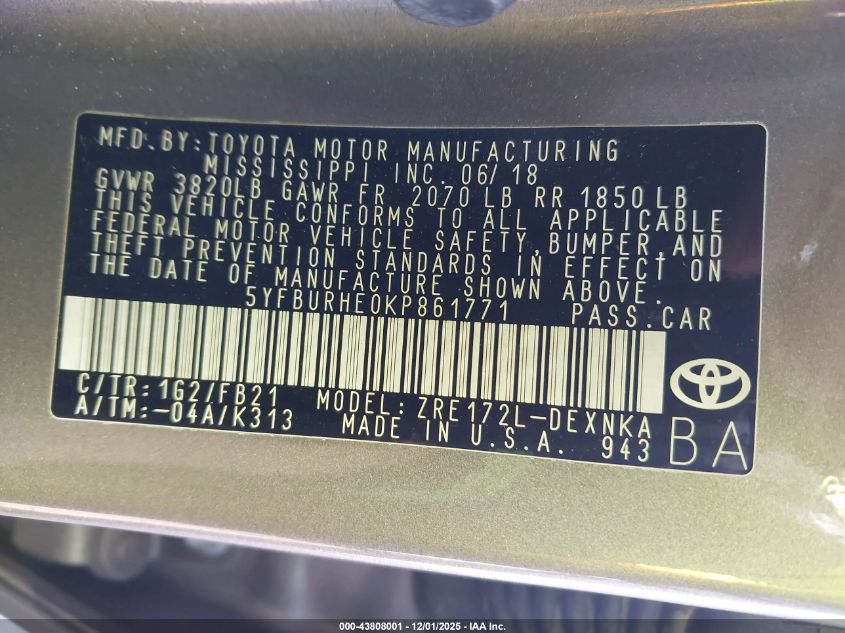 MFD. BY: TOYOTA MOTOR MANUFACTURING
MISSISSIPPI INC. 06/18
GVWR 3820LB GAWR FR 2070 LB RR 1850 LB
THIS VEHICLE CONFORMS TO ALL APPLICABLE
FEDERAL MOTOR VEHICLE SAFETY, BUMPER, AND
THEFT PREVENTION STANDARDS IN EFFECT ON
THE DATE OF MANUFACTURE SHOWN ABOVE.
5YFBURHE0KP861771 PASS. CAR
C/TR: 1G2/FB21 MODEL: ZRE172L-DEXNKA
A/TM: -04A/K313 MADE IN U.S.A. 943 BA
000-43808001 - 12/01/2025 - IAA Inc.